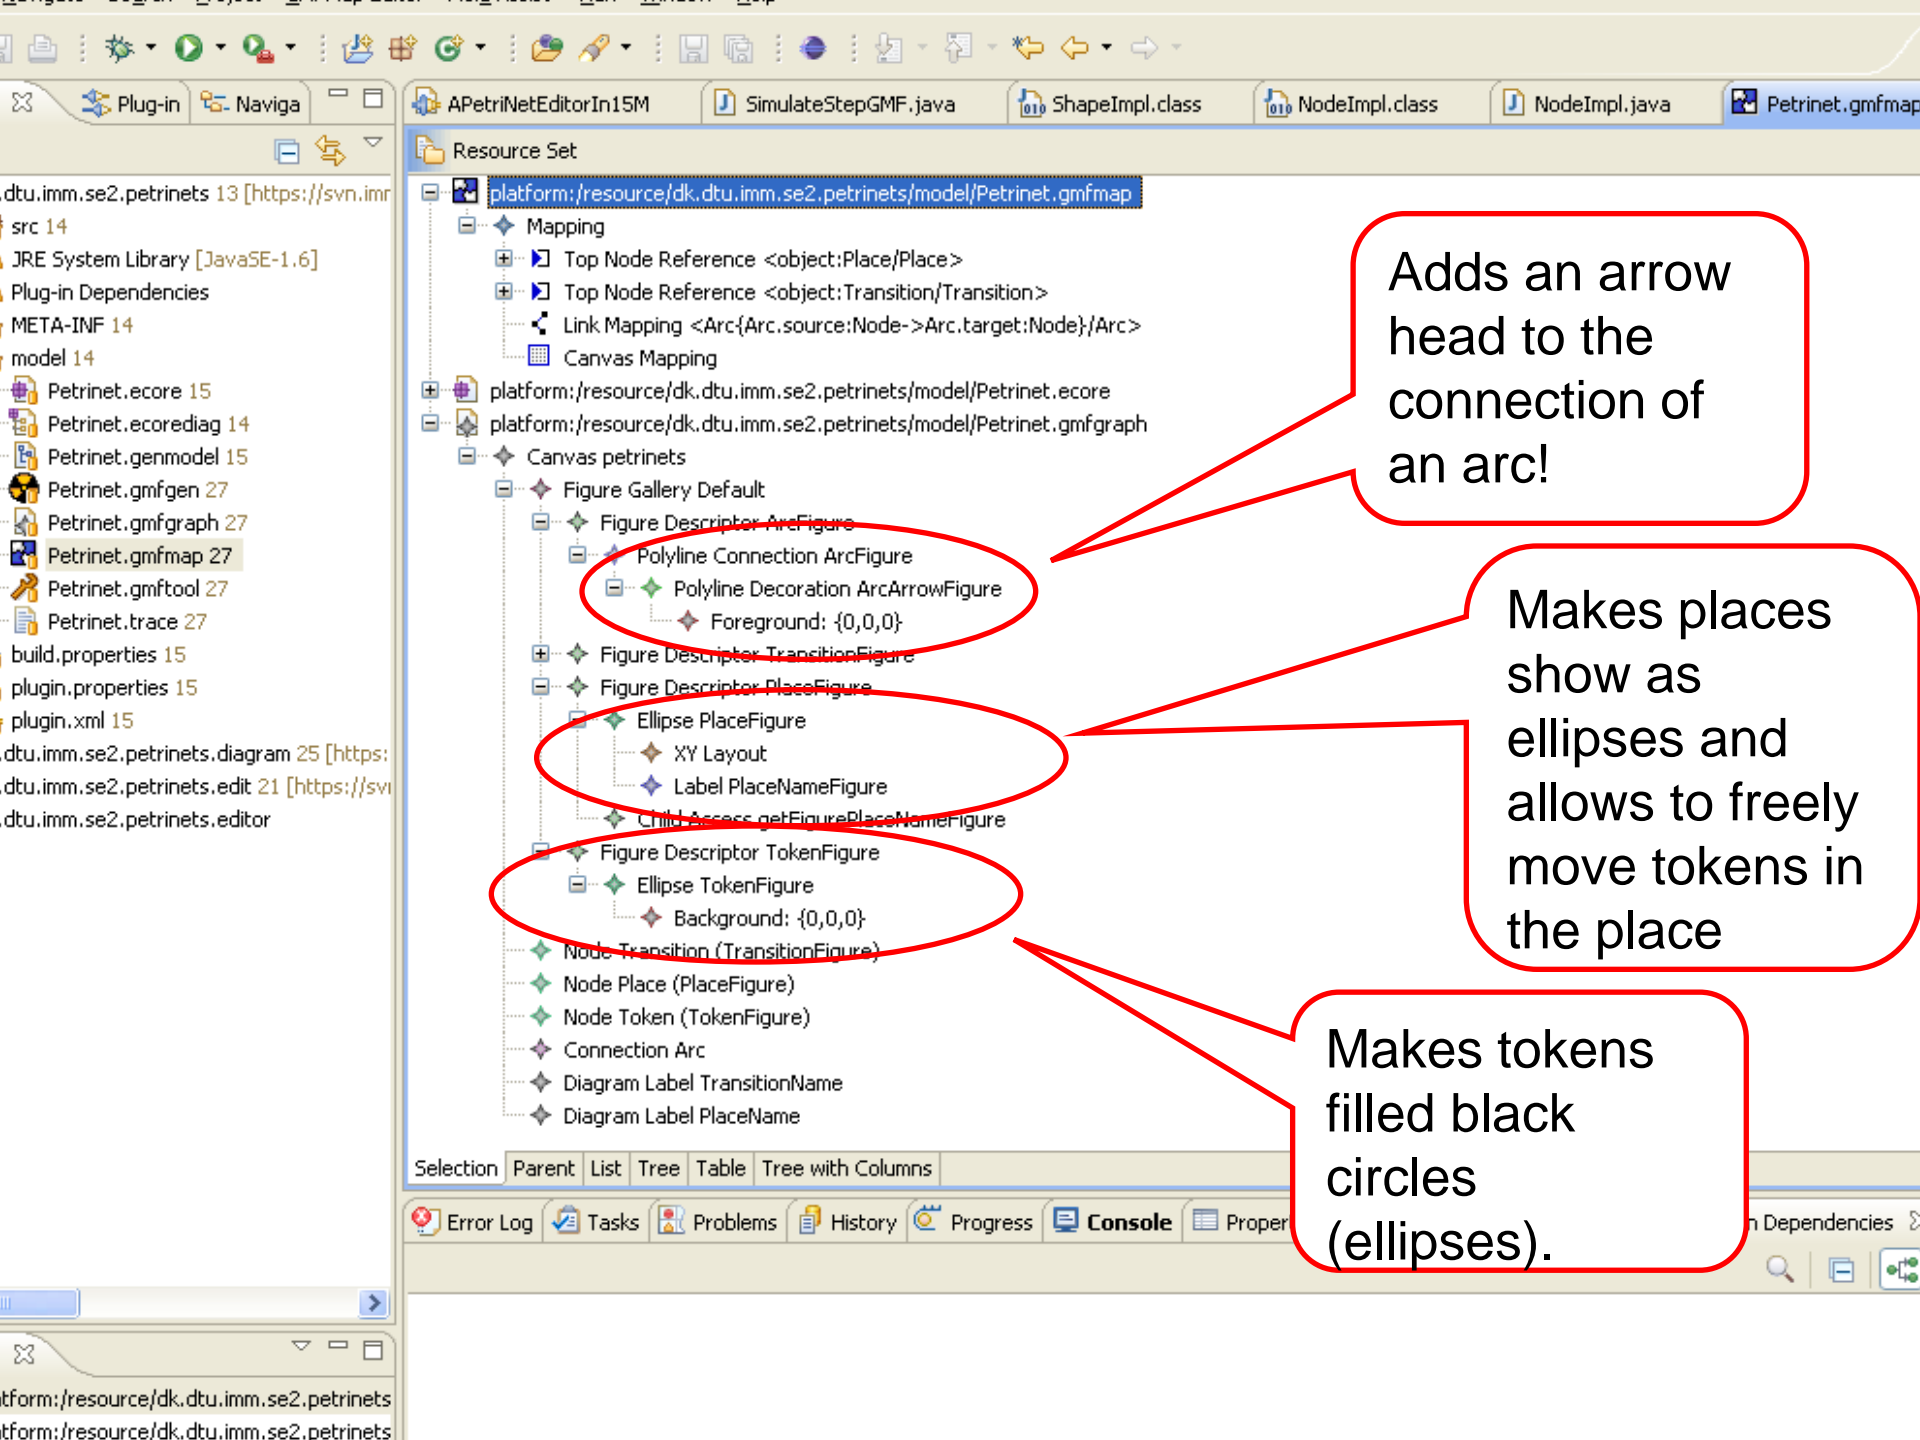 Plug-in
Naviga
APetriNetEditorIn15M
SimulateStepGMF.java
ShapeImpl.class
NodeImpl.class
NodeImpl.java
Petrinet.gmfmap
Resource Set
.dtu.imm.se2.petrinets 13 [https://svn.imr
src 14
JRE System Library [JavaSE-1.6]
Plug-in Dependencies
META-INF 14
model 14
Petrinet.ecore 15
Petrinet.ecorediag 14
Petrinet.genmodel 15
Petrinet.gmfgen 27
Petrinet.gmfgraph 27
Petrinet.gmfmap 27
Petrinet.gmftool 27
Petrinet.trace 27
build.properties 15
plugin.properties 15
plugin.xml 15
.dtu.imm.se2.petrinets.diagram 25 [https:
.dtu.imm.se2.petrinets.edit 21 [https://svn
.dtu.imm.se2.petrinets.editor
platform:/resource/dk.dtu.imm.se2.petrinets/model/Petrinet.gmfmap
Mapping
Top Node Reference <object:Place/Place>
Top Node Reference <object:Transition/Transition>
Link Mapping <Arc{Arc.source:Node->Arc.target:Node}/Arc>
Canvas Mapping
platform:/resource/dk.dtu.imm.se2.petrinets/model/Petrinet.ecore
platform:/resource/dk.dtu.imm.se2.petrinets/model/Petrinet.gmfgraph
Canvas petrinets
Figure Gallery Default
Figure Descriptor ArcFigure
Polyline Connection ArcFigure
Polyline Decoration ArcArrowFigure
Foreground: {0,0,0}
Figure Descriptor TransitionFigure
Figure Descriptor PlaceFigure
Ellipse PlaceFigure
XY Layout
Label PlaceNameFigure
Child Access getFigurePlaceNameFigure
Figure Descriptor TokenFigure
Ellipse TokenFigure
Background: {0,0,0}
Node Transition (TransitionFigure)
Node Place (PlaceFigure)
Node Token (TokenFigure)
Connection Arc
Diagram Label TransitionName
Diagram Label PlaceName
Adds an arrow
head to the
connection of
an arc!
Makes places
show as
ellipses and
allows to freely
move tokens in
the place
Makes tokens
filled black
circles
(ellipses).
Selection Parent List Tree Table Tree with Columns
Error Log Tasks Problems History Progress Console Proper
n Dependencies
tform:/resource/dk.dtu.imm.se2.petrinets
tform:/resource/dk.dtu.imm.se2.petrinets